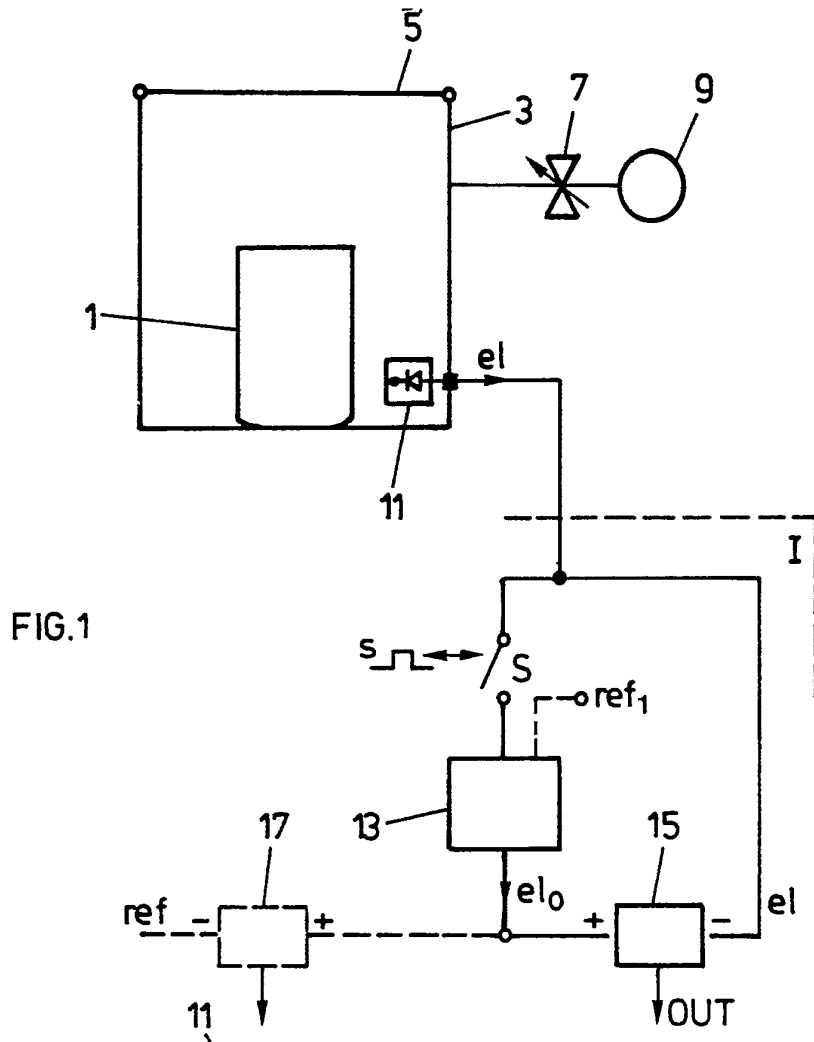 5
3
7
9
1
el
11
I
FIG.1
s
S
ref₁
13
17
15
el₀
el
ref
-
+
+
-
OUT
11